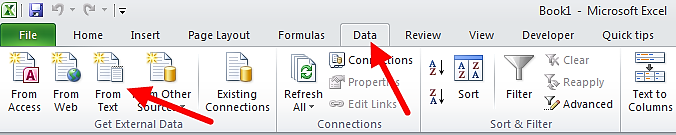 Book1 - Microsoft Excel
File Home Insert Page Layout Formulas Data Review View Developer Quick tips
From Access
From Web
From Text
From Other Sources
Existing Connections
Get External Data
Refresh All
Connections
Properties
Edit Links
Connections
A Z
Z A
Sort
Filter
Clear
Reapply
Advanced
Sort & Filter
Text to Columns